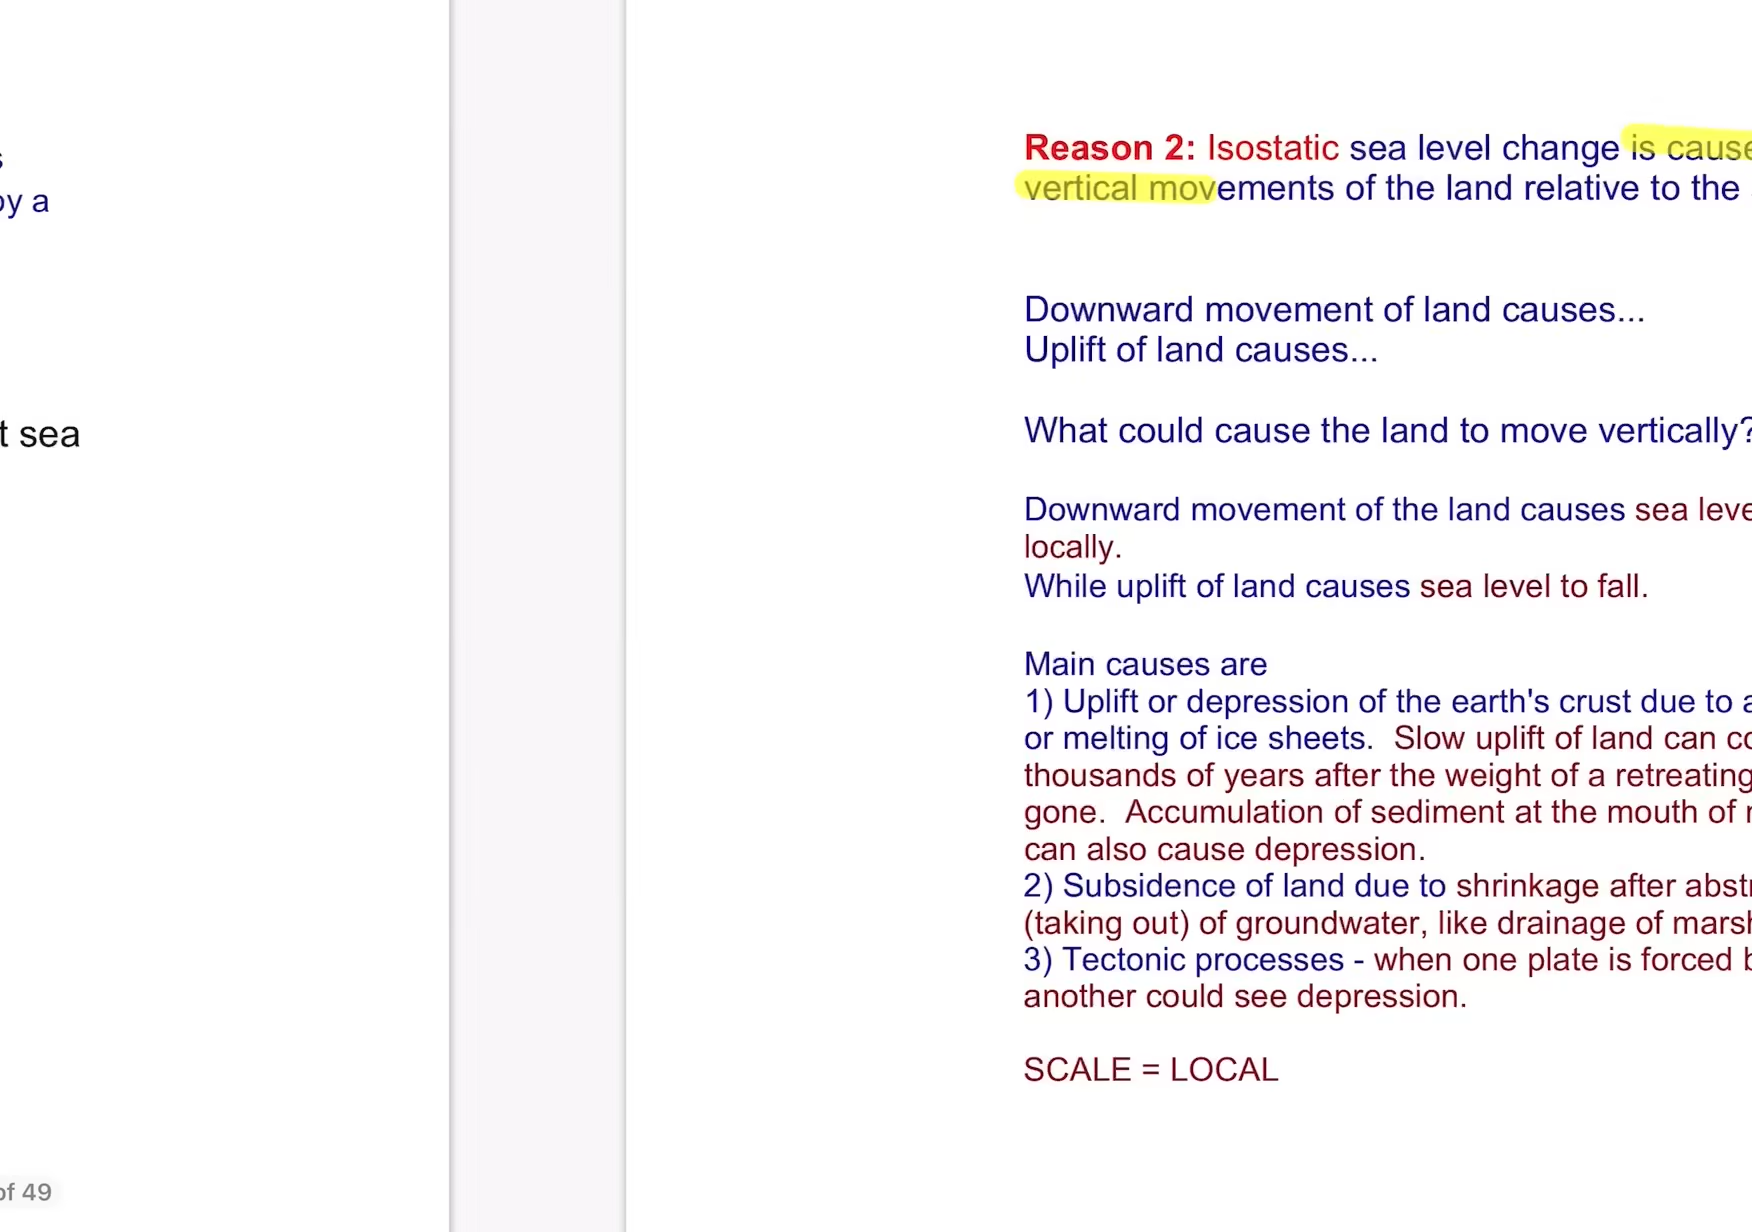 by a
t sea
of 49
Reason 2: Isostatic sea level change is cause
vertical movements of the land relative to the
Downward movement of land causes...
Uplift of land causes...
What could cause the land to move vertically?
Downward movement of the land causes sea leve
locally.
While uplift of land causes sea level to fall.
Main causes are
1) Uplift or depression of the earth's crust due to a
or melting of ice sheets. Slow uplift of land can co
thousands of years after the weight of a retreating
gone. Accumulation of sediment at the mouth of r
can also cause depression.
2) Subsidence of land due to shrinkage after abstr
(taking out) of groundwater, like drainage of marsh
3) Tectonic processes - when one plate is forced b
another could see depression.
SCALE = LOCAL